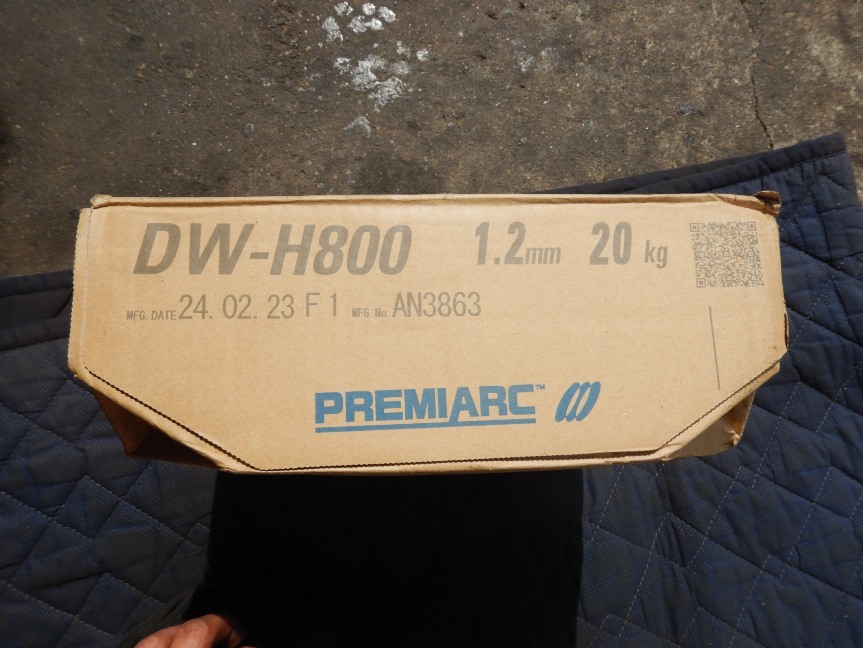 DW-H800 1.2mm 20 kg
MFG. DATE 24. 02. 23 F 1 MFG No. AN3863
PREMIARC™